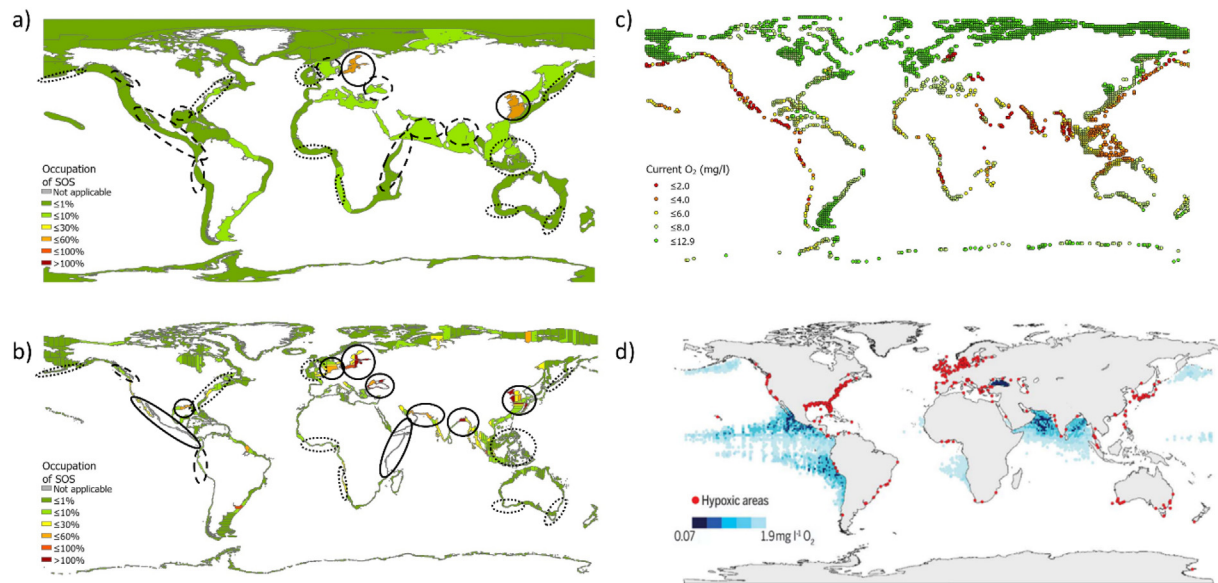 a)
Occupation
of SOS
Not applicable
≤1%
≤10%
≤30%
≤60%
≤100%
>100%
b)
Occupation
of SOS
Not applicable
≤1%
≤10%
≤30%
≤60%
≤100%
>100%
c)
Current O₂ (mg/l)
≤2.0
≤4.0
≤6.0
≤8.0
≤12.9
d)
Hypoxic areas
0.07 1.9 mg l⁻¹ O₂